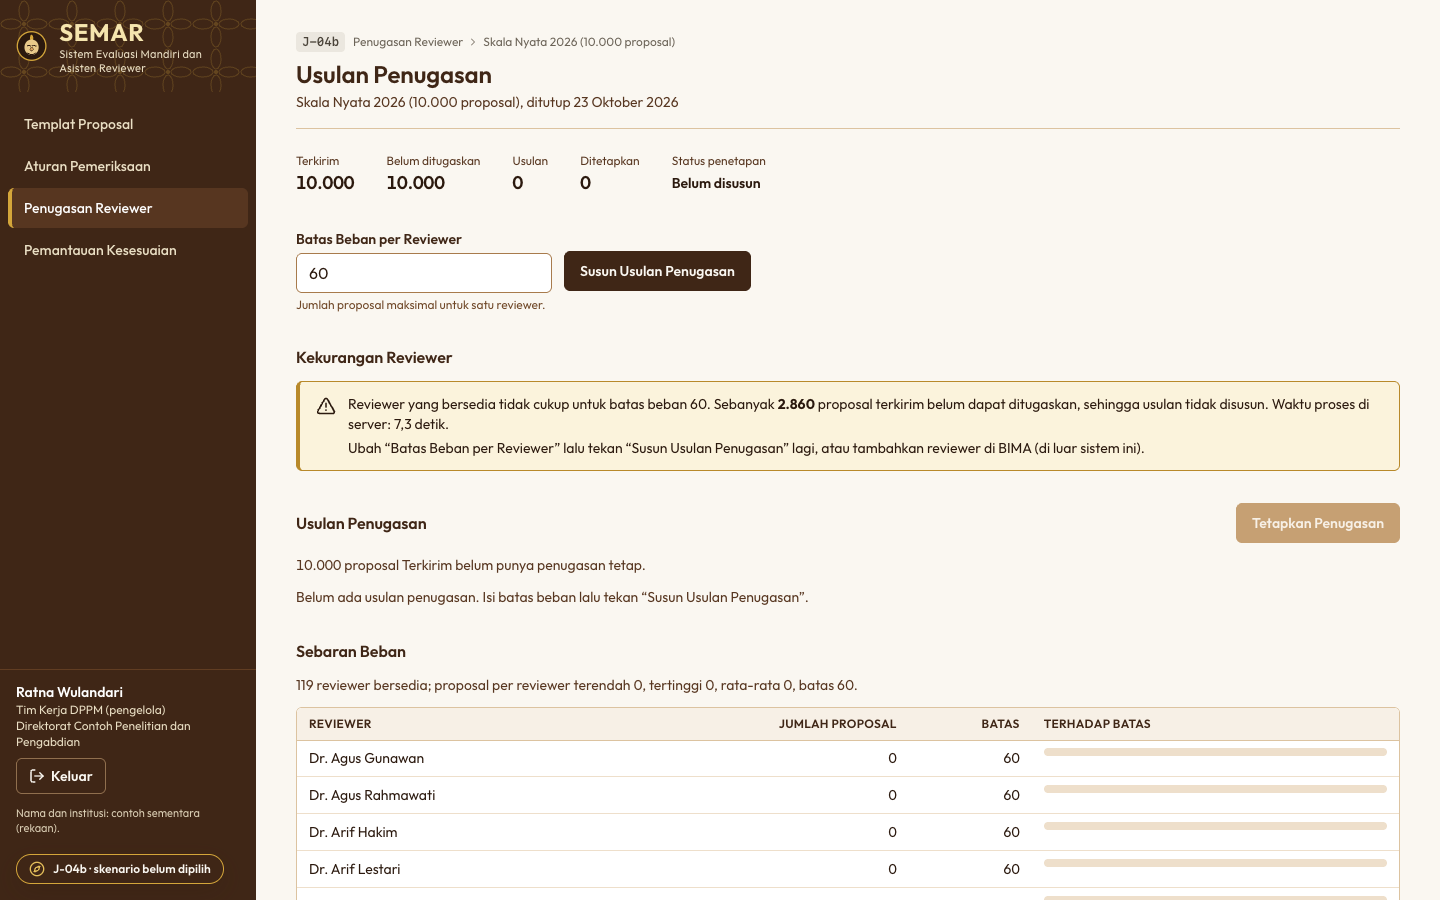 SEMAR
Sistem Evaluasi Mandiri dan
Asisten Reviewer
Templat Proposal
Aturan Pemeriksaan
Penugasan Reviewer
Pemantauan Kesesuaian
Ratna Wulandari
Tim Kerja DPPM (pengelola)
Direktorat Contoh Penelitian dan
Pengabdian
Keluar
Nama dan institusi: contoh sementara
(rekaan).
J-04b · skenario belum dipilih
J-04b Penugasan Reviewer > Skala Nyata 2026 (10.000 proposal)
Usulan Penugasan
Skala Nyata 2026 (10.000 proposal), ditutup 23 Oktober 2026
Terkirim Belum ditugaskan Usulan Ditetapkan Status penetapan
10.000 10.000 0 0 Belum disusun
Batas Beban per Reviewer
60 Susun Usulan Penugasan
Jumlah proposal maksimal untuk satu reviewer.
Kekurangan Reviewer
Reviewer yang bersedia tidak cukup untuk batas beban 60. Sebanyak 2.860 proposal terkirim belum dapat ditugaskan, sehingga usulan tidak disusun. Waktu proses di
server: 7,3 detik.
Ubah “Batas Beban per Reviewer” lalu tekan “Susun Usulan Penugasan” lagi, atau tambahkan reviewer di BIMA (di luar sistem ini).
Usulan Penugasan Tetapkan Penugasan
10.000 proposal Terkirim belum punya penugasan tetap.
Belum ada usulan penugasan. Isi batas beban lalu tekan “Susun Usulan Penugasan”.
Sebaran Beban
119 reviewer bersedia; proposal per reviewer terendah 0, tertinggi 0, rata-rata 0, batas 60.
REVIEWER JUMLAH PROPOSAL BATAS TERHADAP BATAS
Dr. Agus Gunawan 0 60
Dr. Agus Rahmawati 0 60
Dr. Arif Hakim 0 60
Dr. Arif Lestari 0 60